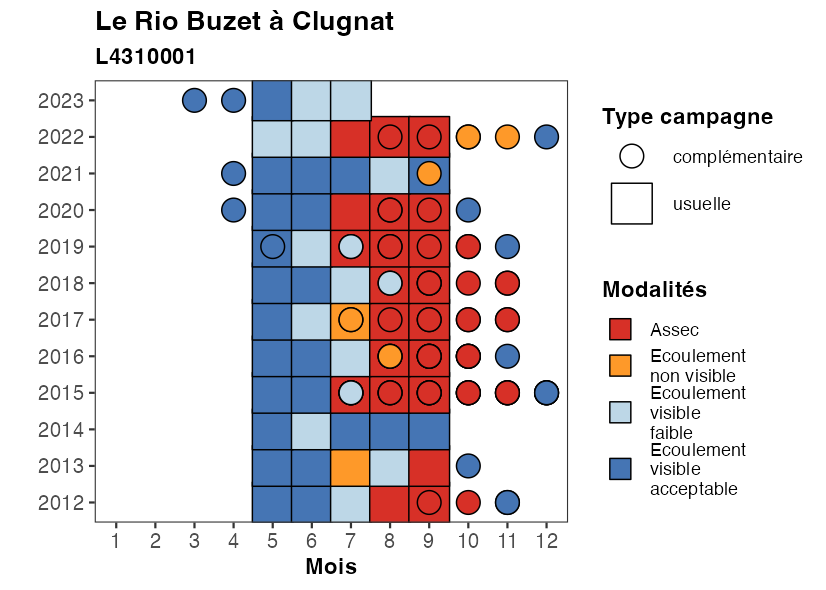 Le Rio Buzet à Clugnat
L4310001
2023
2022
2021
2020
2019
2018
2017
2016
2015
2014
2013
2012
1 2 3 4 5 6 7 8 9 10 11 12
Mois
Type campagne
complémentaire
usuelle
Modalités
Assec
Ecoulement
non visible
Ecoulement
visible
faible
Ecoulement
visible
acceptable